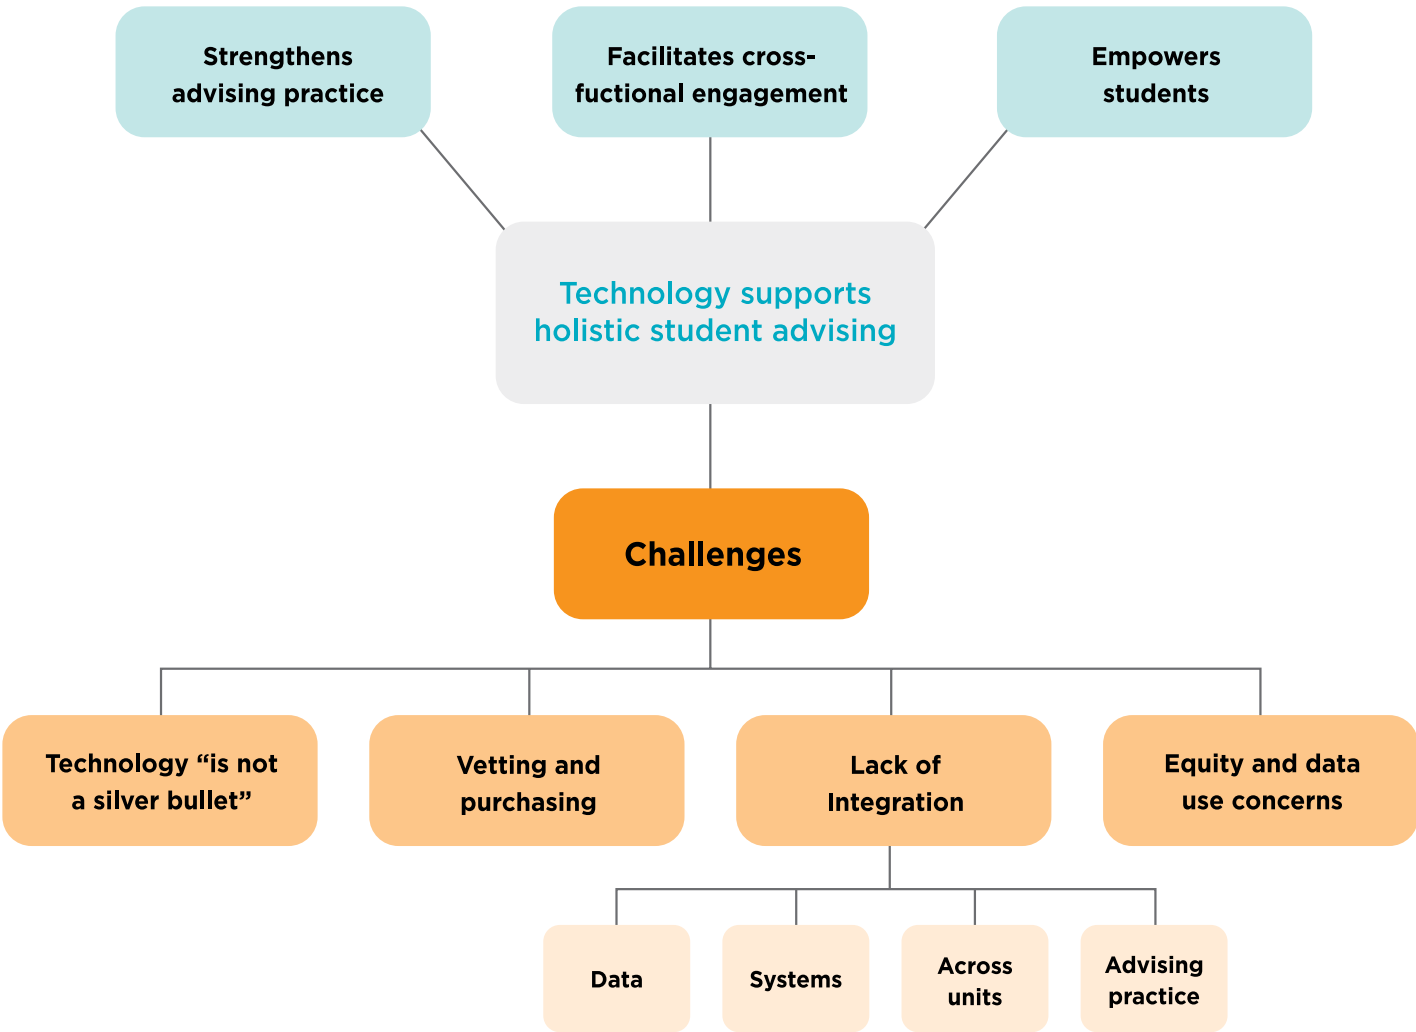 Strengthens
advising practice
Facilitates cross-
fuctional engagement
Empowers
students
Technology supports
holistic student advising
Challenges
Technology “is not
a silver bullet”
Vetting and
purchasing
Lack of
Integration
Equity and data
use concerns
Data
Systems
Across
units
Advising
practice